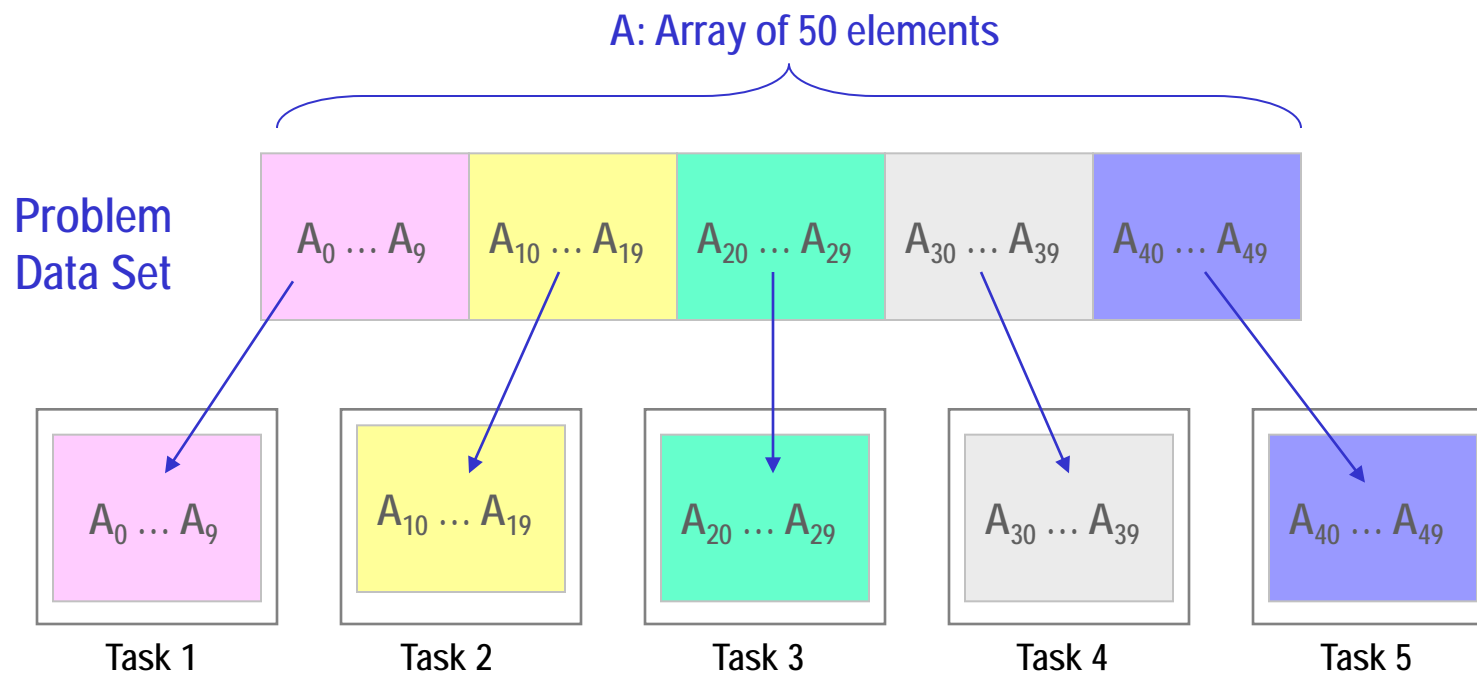 A: Array of 50 elements
Problem
Data Set
A₀ … A₉
A₁₀ … A₁₉
A₂₀ … A₂₉
A₃₀ … A₃₉
A₄₀ … A₄₉
A₀ … A₉
A₁₀ … A₁₉
A₂₀ … A₂₉
A₃₀ … A₃₉
A₄₀ … A₄₉
Task 1
Task 2
Task 3
Task 4
Task 5